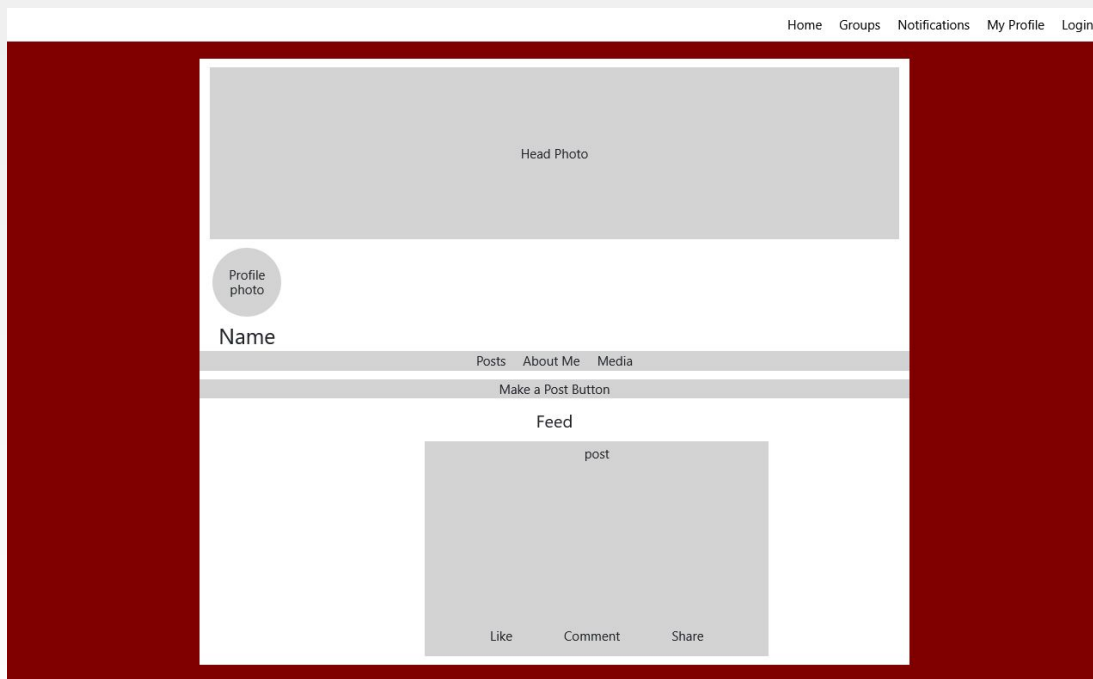 Home Groups Notifications My Profile Login
Head Photo
Profile
photo
Name
Posts About Me Media
Make a Post Button
Feed
post
Like Comment Share